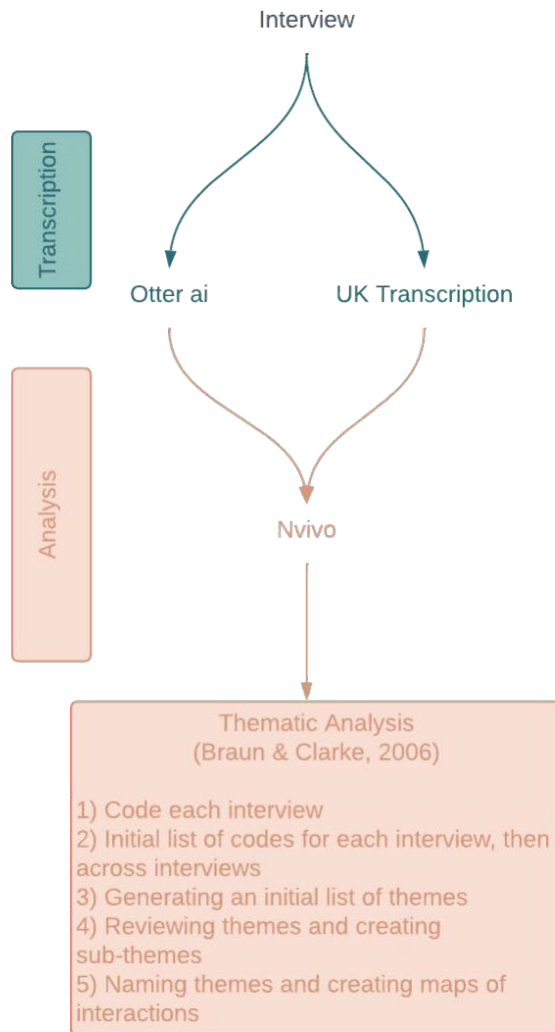 Interview
Transcription
Otter ai
UK Transcription
Analysis
Nvivo
Thematic Analysis
(Braun & Clarke, 2006)
1) Code each interview
2) Initial list of codes for each interview, then
across interviews
3) Generating an initial list of themes
4) Reviewing themes and creating
sub-themes
5) Naming themes and creating maps of
interactions